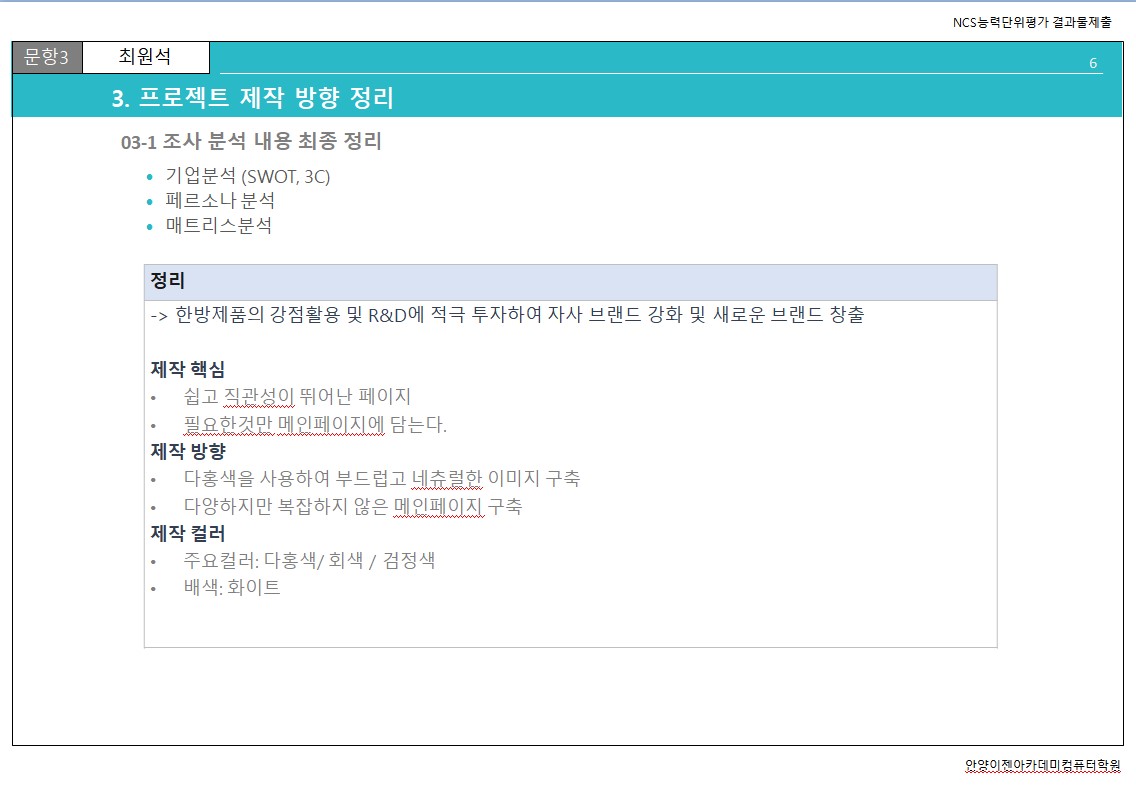 NCS능력단위평가 결과물제출
문항3 최원석
6
3. 프로젝트 제작 방향 정리
03-1 조사 분석 내용 최종 정리
• 기업분석 (SWOT, 3C)
• 페르소나 분석
• 매트리스분석
정리
-> 한방제품의 강점활용 및 R&D에 적극 투자하여 자사 브랜드 강화 및 새로운 브랜드 창출
제작 핵심
• 쉽고 직관성이 뛰어난 페이지
• 필요한것만 메인페이지에 담는다.
제작 방향
• 다홍색을 사용하여 부드럽고 네츄럴한 이미지 구축
• 다양하지만 복잡하지 않은 메인페이지 구축
제작 컬러
• 주요컬러: 다홍색/ 회색 / 검정색
• 배색: 화이트
안양이젠아카데미컴퓨터학원